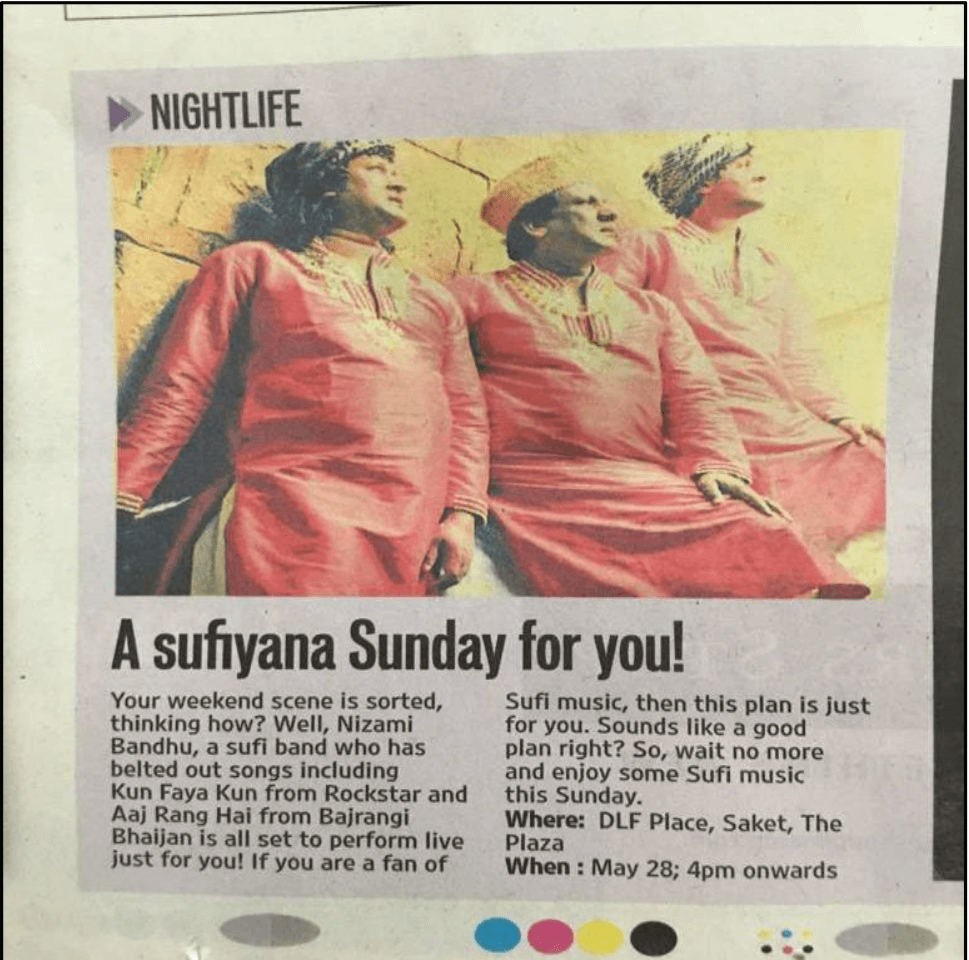 NIGHTLIFE
A sufiyana Sunday for you!
Your weekend scene is sorted,
thinking how? Well, Nizami
Bandhu, a sufi band who has
belted out songs including
Kun Faya Kun from Rockstar and
Aaj Rang Hai from Bajrangi
Bhaijan is all set to perform live
just for you! If you are a fan of
Sufi music, then this plan is just
for you. Sounds like a good
plan right? So, wait no more
and enjoy some Sufi music
this Sunday.
Where: DLF Place, Saket, The
Plaza
When : May 28; 4pm onwards